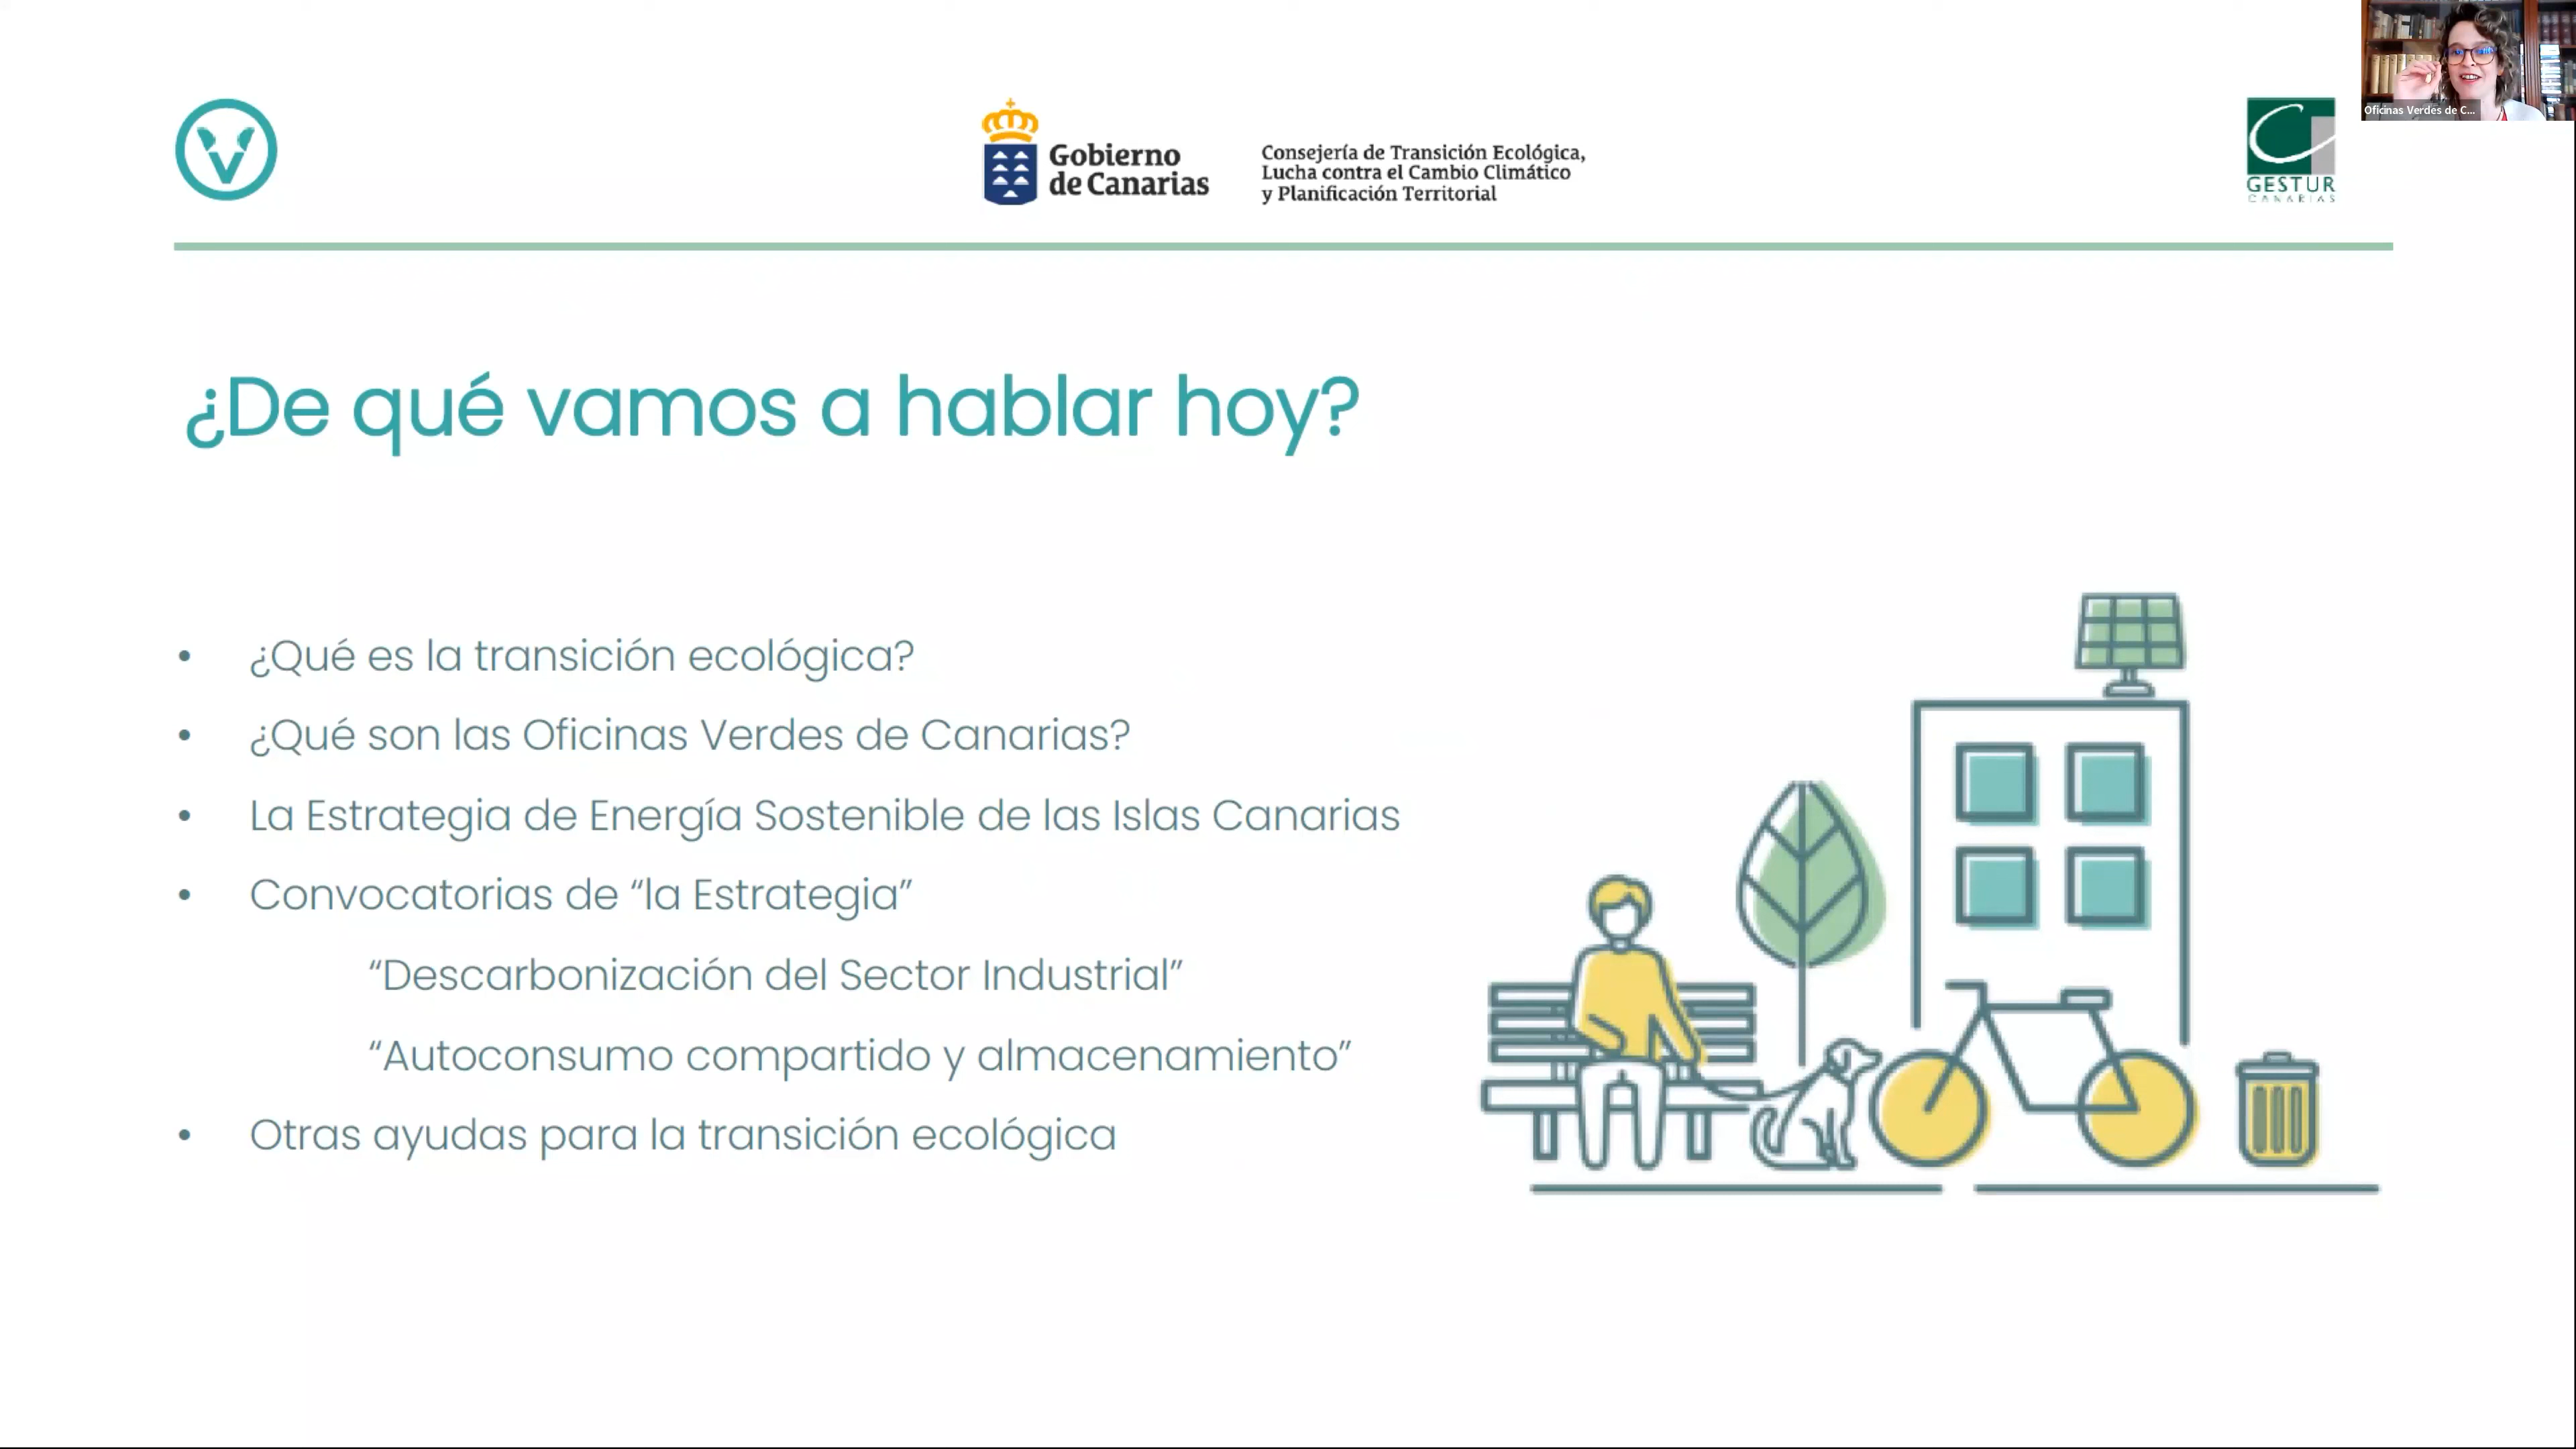 Gobierno
de Canarias
Consejería de Transición Ecológica,
Lucha contra el Cambio Climático
y Planificación Territorial
GESTUR
CANARIAS
Oficinas Verdes de C...
¿De qué vamos a hablar hoy?
• ¿Qué es la transición ecológica?
• ¿Qué son las Oficinas Verdes de Canarias?
• La Estrategia de Energía Sostenible de las Islas Canarias
• Convocatorias de “la Estrategia”
“Descarbonización del Sector Industrial”
“Autoconsumo compartido y almacenamiento”
• Otras ayudas para la transición ecológica